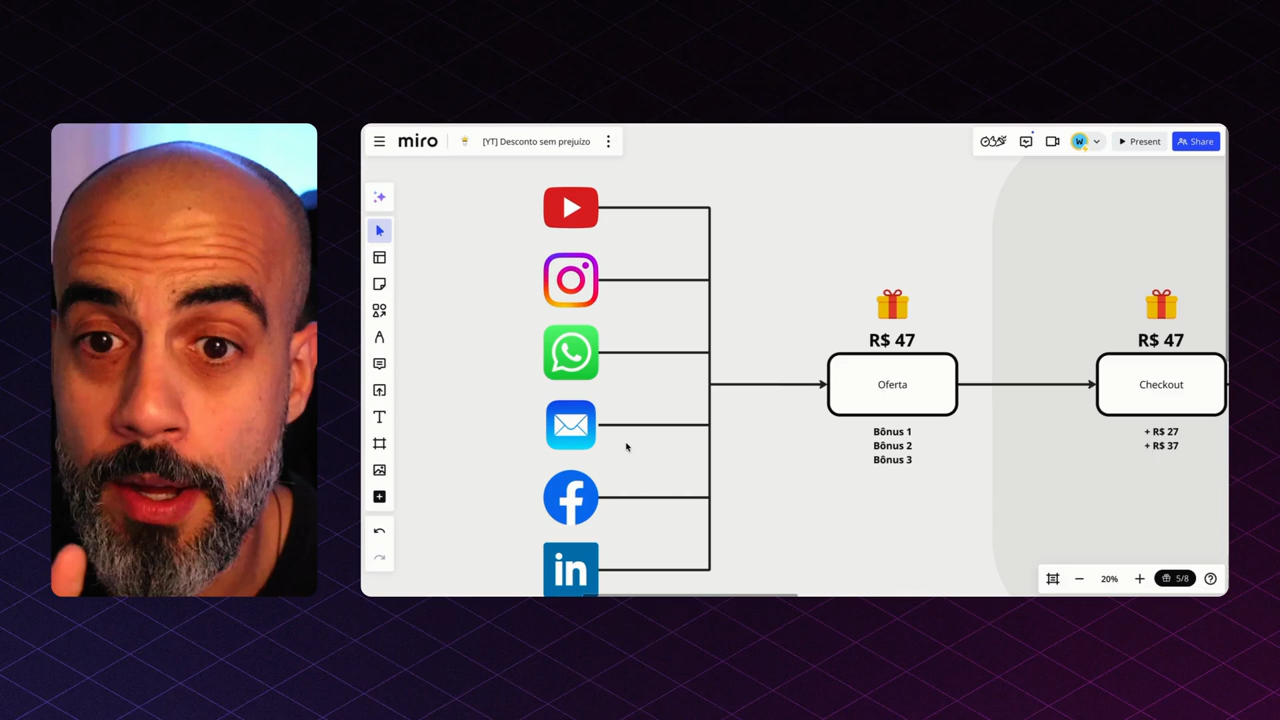 miro
[YT] Desconto sem prejuízo
W
Present
Share
R$ 47
Oferta
Bônus 1
Bônus 2
Bônus 3
R$ 47
Checkout
+ R$ 27
+ R$ 37
in
20%
5/8